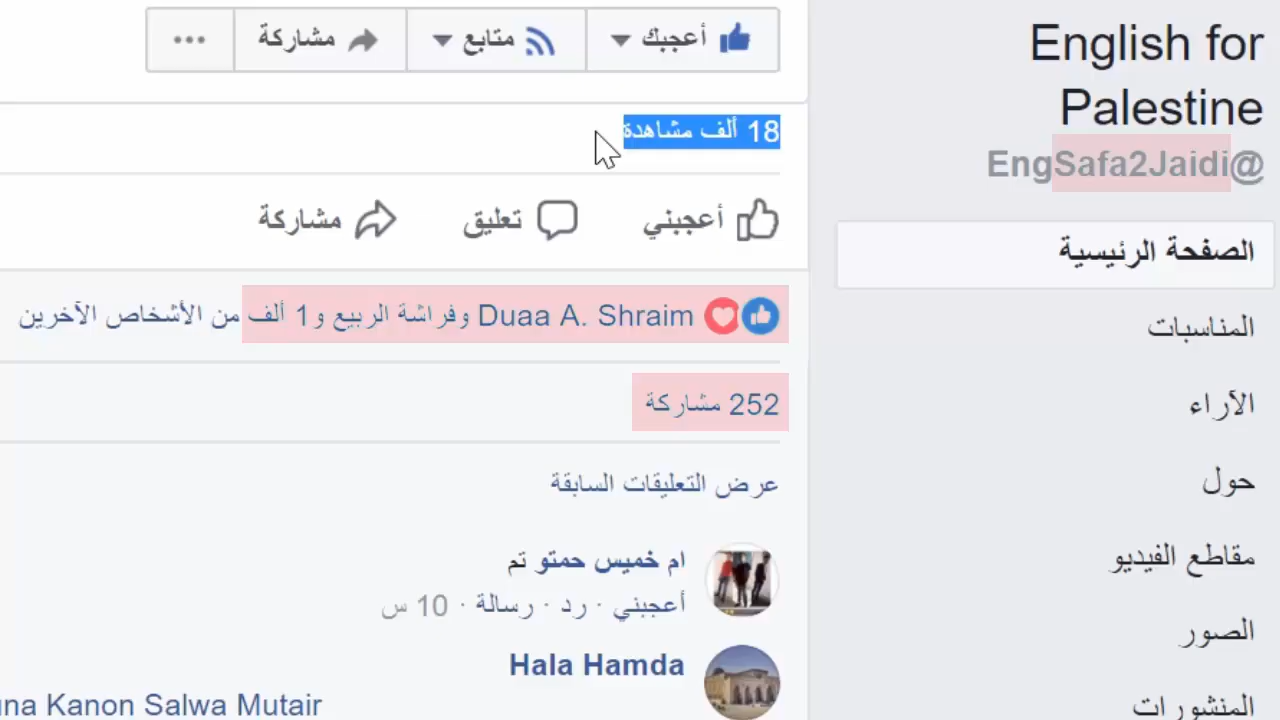 English for
Palestine
@EngSafa2Jaidi
الصفحة الرئيسية
المناسبات
الآراء
حول
مقاطع الفيديو
الصور
المنشورات
أعجبك
متابع
مشاركة
18 ألف مشاهدة
أعجبني
تعليق
مشاركة
Duaa A. Shraim وفراشة الربيع و1 ألف من الأشخاص الآخرين
252 مشاركة
عرض التعليقات السابقة
ام خميس حمتو تم
أعجبني · رد · رسالة · 10 س
Hala Hamda
Kanon Salwa Mutair